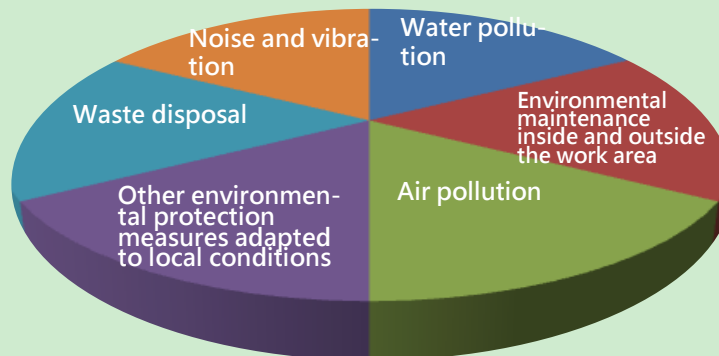 Noise and vibra-
tion
Water pollu-
tion
Waste disposal
Environmental
maintenance
inside and outside
the work area
Other environmen-
tal protection
measures adapted
to local conditions
Air pollution